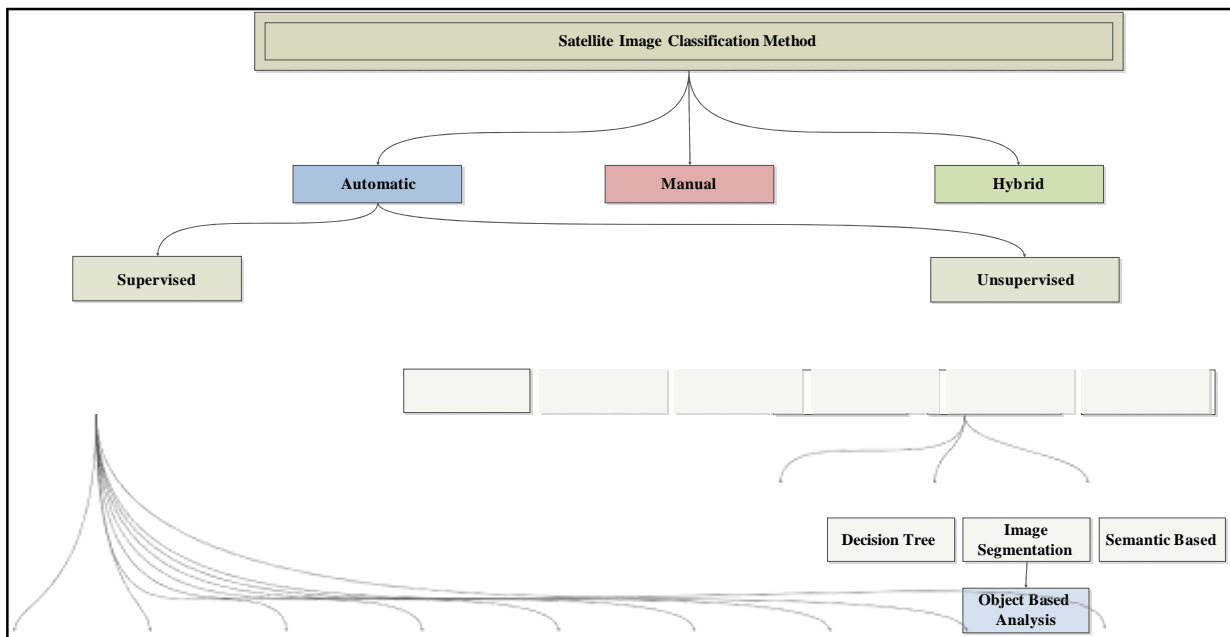 Satellite Image Classification Method
Automatic
Manual
Hybrid
Supervised
Unsupervised
Decision Tree
Image
Segmentation
Semantic Based
Object Based
Analysis